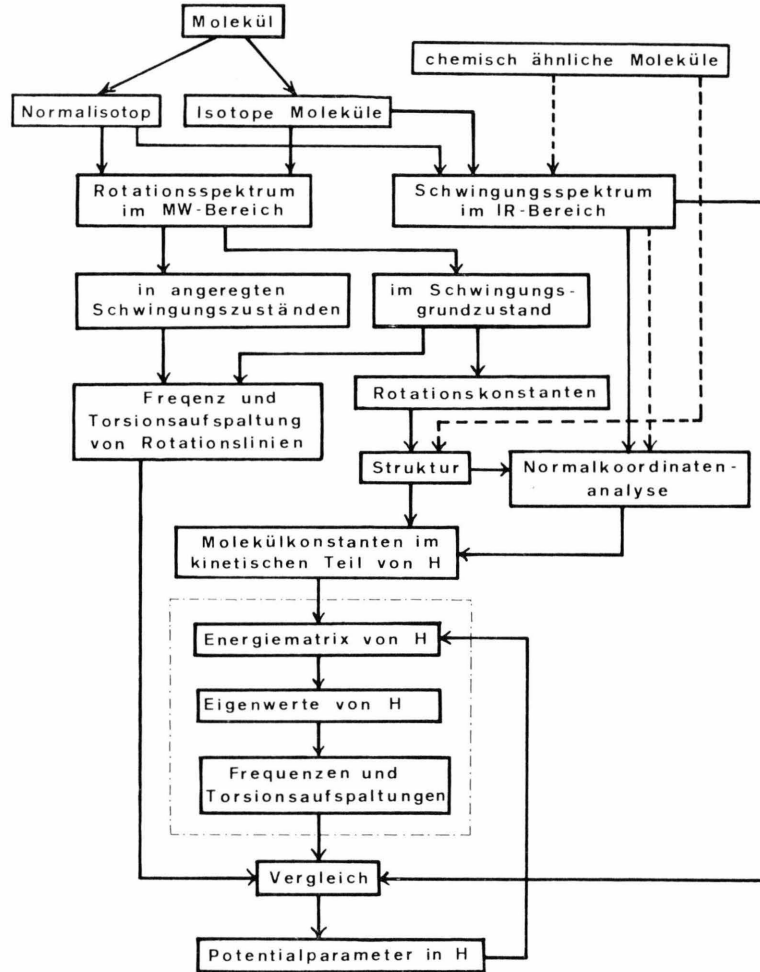 Molekül
chemisch ähnliche Moleküle
Normalisotop
Isotope Moleküle
Rotationsspektrum
im MW-Bereich
Schwingungsspektrum
im IR-Bereich
in angeregten
Schwingungszuständen
im Schwingungs-
grundzustand
Freqenz und
Torsionsaufspaltung
von Rotationslinien
Rotationskonstanten
Struktur
Normalkoordinaten-
analyse
Molekülkonstanten im
kinetischen Teil von H
Energiematrix von H
Eigenwerte von H
Frequenzen und
Torsionsaufspaltungen
Vergleich
Potentialparameter in H